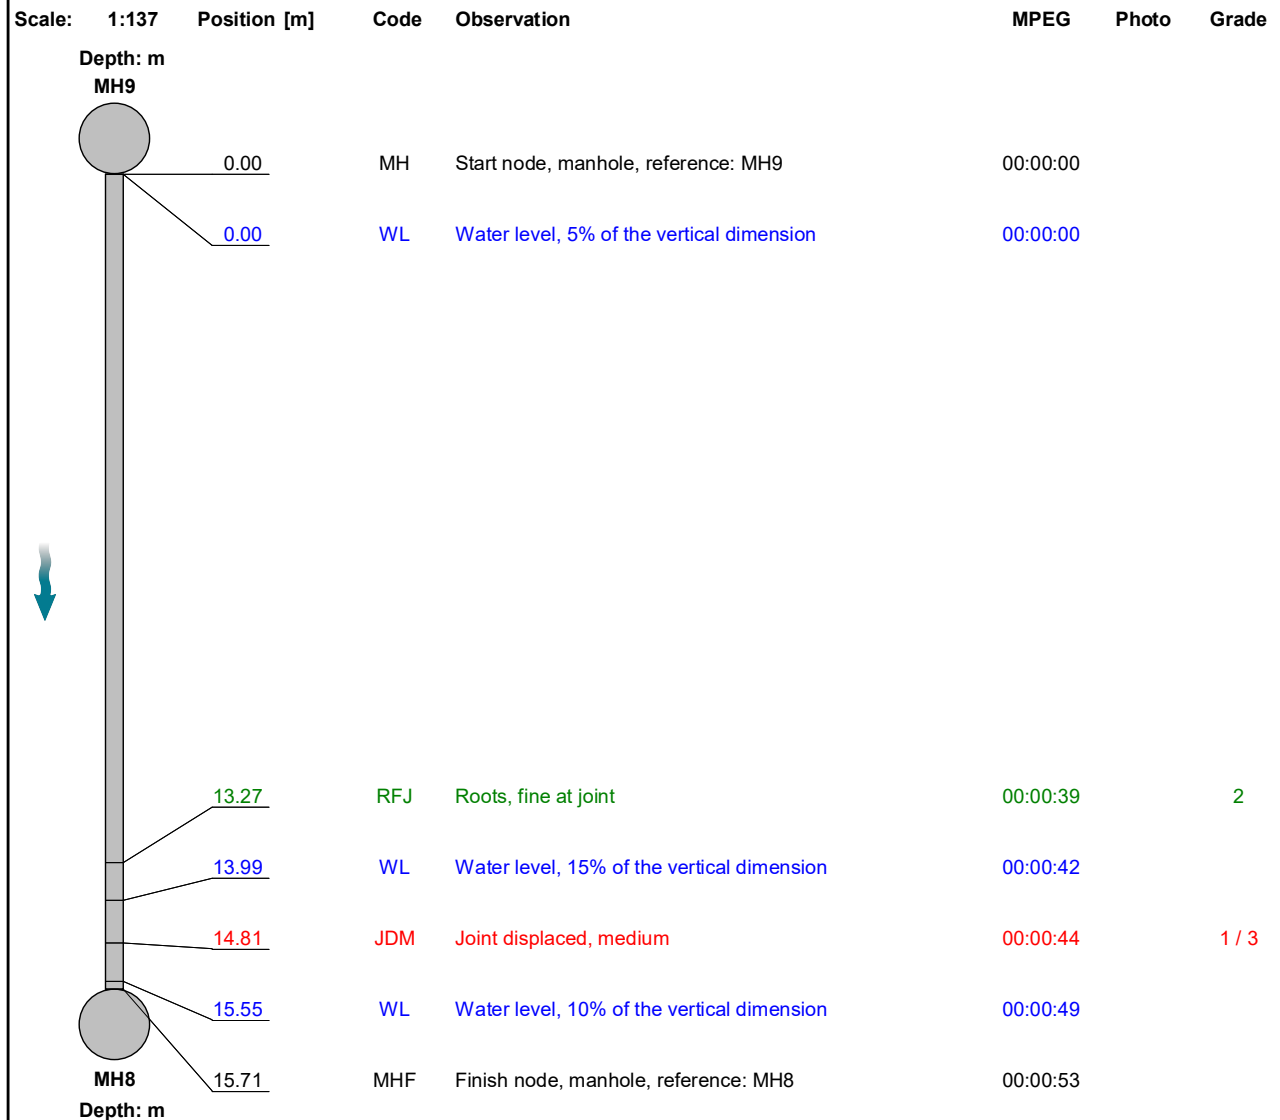 Scale: 1:137 Position [m] Code Observation MPEG Photo Grade
Depth: m
MH9
0.00 MH Start node, manhole, reference: MH9 00:00:00
0.00 WL Water level, 5% of the vertical dimension 00:00:00
13.27 RFJ Roots, fine at joint 00:00:39 2
13.99 WL Water level, 15% of the vertical dimension 00:00:42
14.81 JDM Joint displaced, medium 00:00:44 1 / 3
15.55 WL Water level, 10% of the vertical dimension 00:00:49
MH8 15.71 MHF Finish node, manhole, reference: MH8 00:00:53
Depth: m